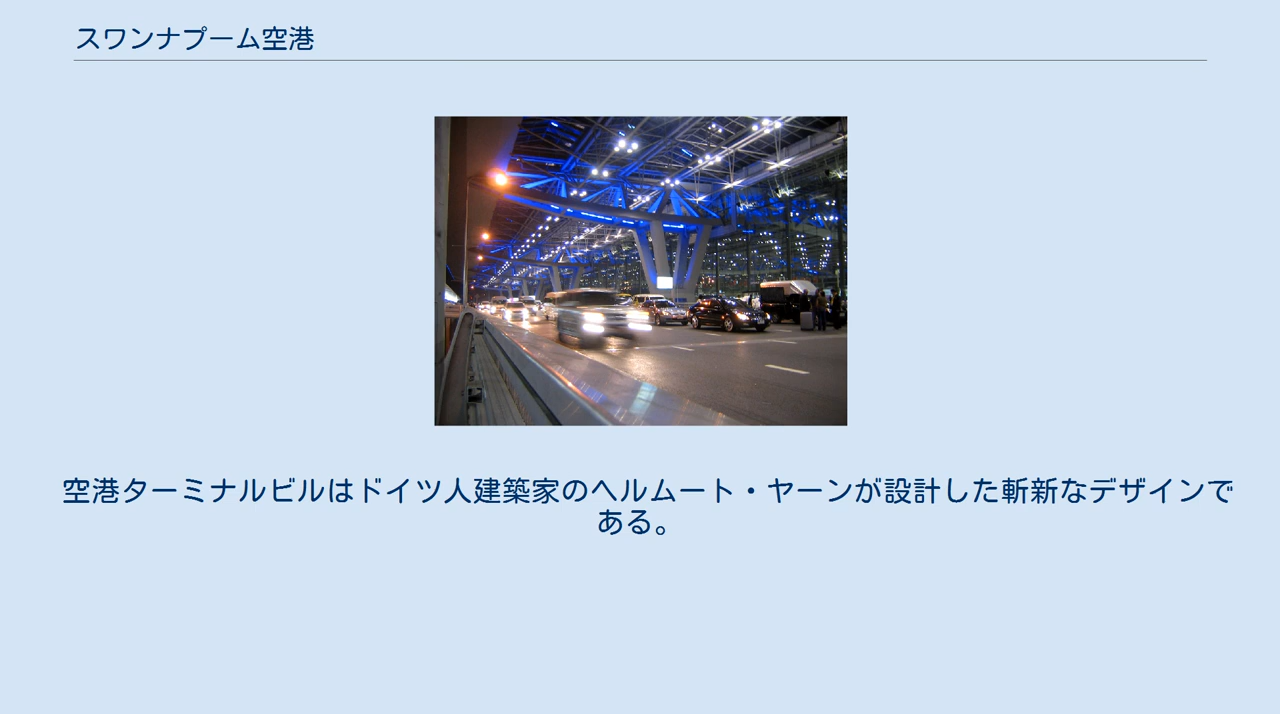 スワンナプーム空港
空港ターミナルビルはドイツ人建築家のヘルムート・ヤーンが設計した斬新なデザインで
ある。